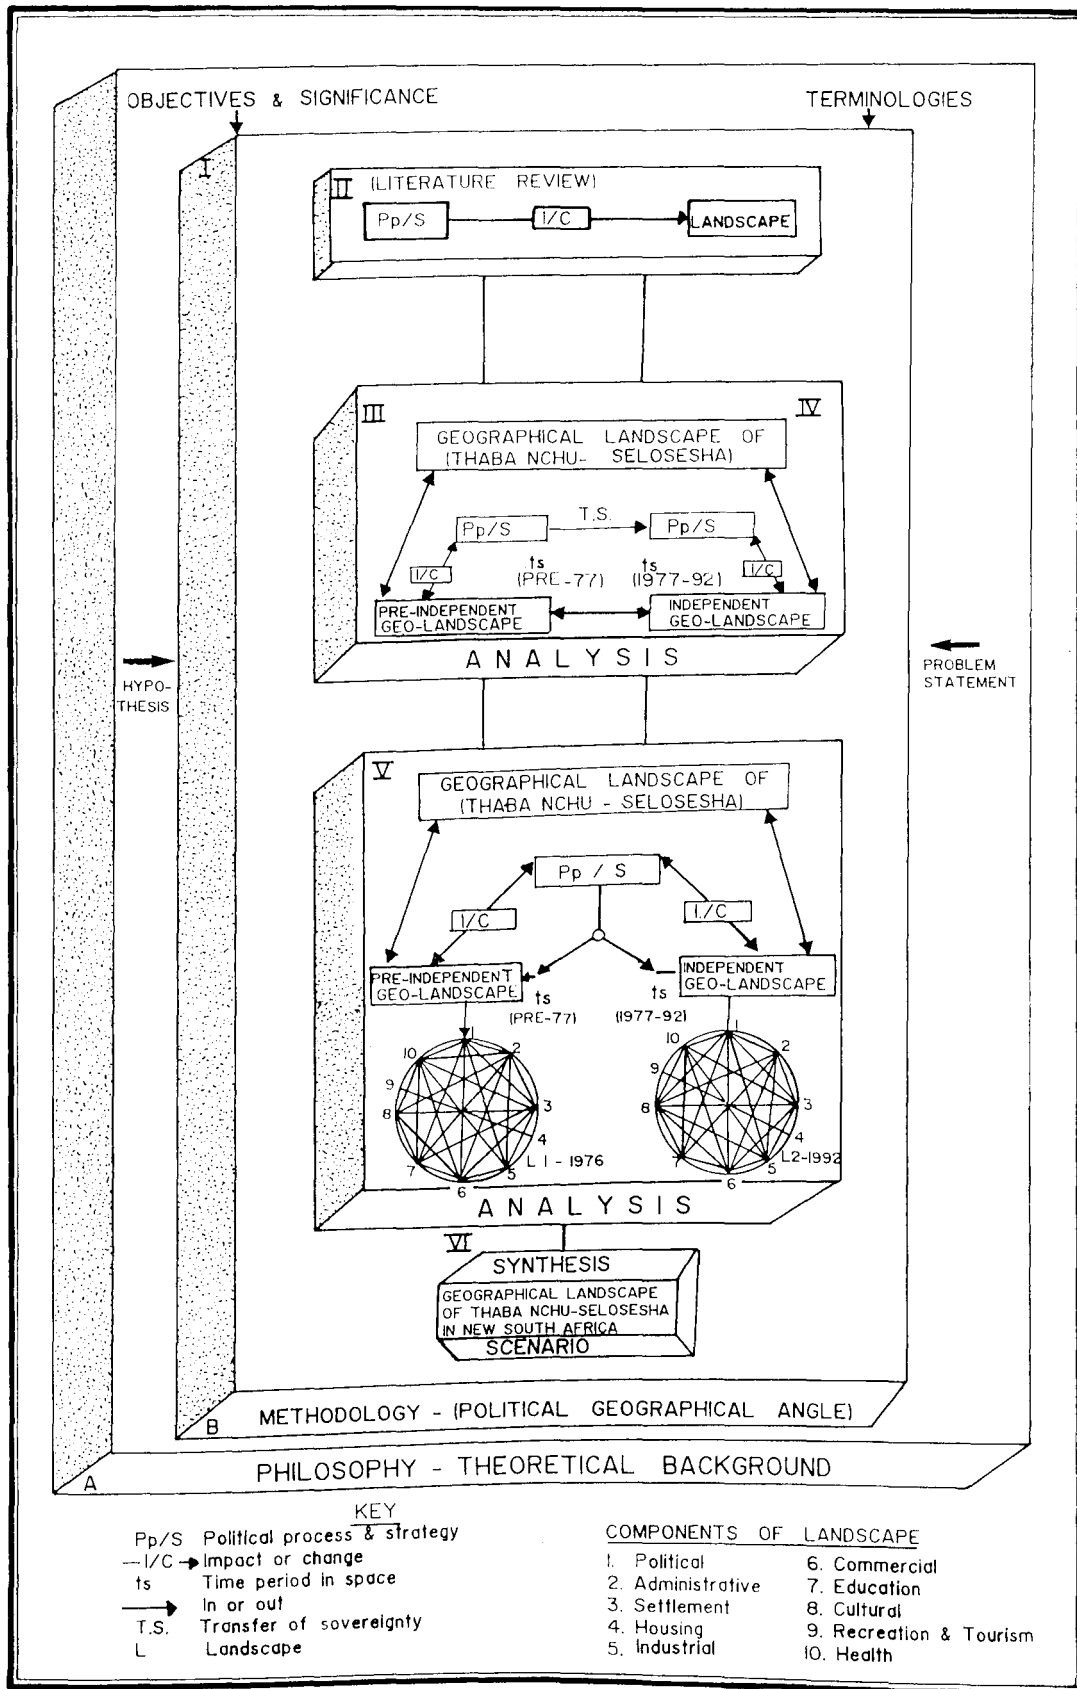 OBJECTIVES & SIGNIFICANCE
TERMINOLOGIES
I
II (LITERATURE REVIEW)
Pp/S
I/C
LANDSCAPE
III
IV
GEOGRAPHICAL LANDSCAPE OF
(THABA NCHU- SELOSESHA)
Pp/S
T.S.
Pp/S
I/C
ts
(PRE-77)
ts
(1977-92)
I/C
PRE-INDEPENDENT
GEO-LANDSCAPE
INDEPENDENT
GEO-LANDSCAPE
ANALYSIS
HYPO-
THESIS
PROBLEM
STATEMENT
V
GEOGRAPHICAL LANDSCAPE OF
(THABA NCHU - SELOSESHA)
Pp / S
I/C
I./C
PRE-INDEPENDENT
GEO-LANDSCAPE
ts
(PRE-77)
ts
(1977-92)
INDEPENDENT
GEO-LANDSCAPE
1
2
3
4
5
6
7
8
9
10
L 1 - 1976
1
2
3
4
5
6
7
8
9
10
L2-1992
ANALYSIS
VI
SYNTHESIS
GEOGRAPHICAL LANDSCAPE
OF THABA NCHU-SELOSESHA
IN NEW SOUTH AFRICA
SCENARIO
B METHODOLOGY - (POLITICAL GEOGRAPHICAL ANGLE)
A PHILOSOPHY - THEORETICAL BACKGROUND
KEY
Pp/S Political process & strategy
I/C Impact or change
ts Time period in space
In or out
T.S. Transfer of sovereignty
L Landscape
COMPONENTS OF LANDSCAPE
1. Political
2. Administrative
3. Settlement
4. Housing
5. Industrial
6. Commercial
7. Education
8. Cultural
9. Recreation & Tourism
10. Health